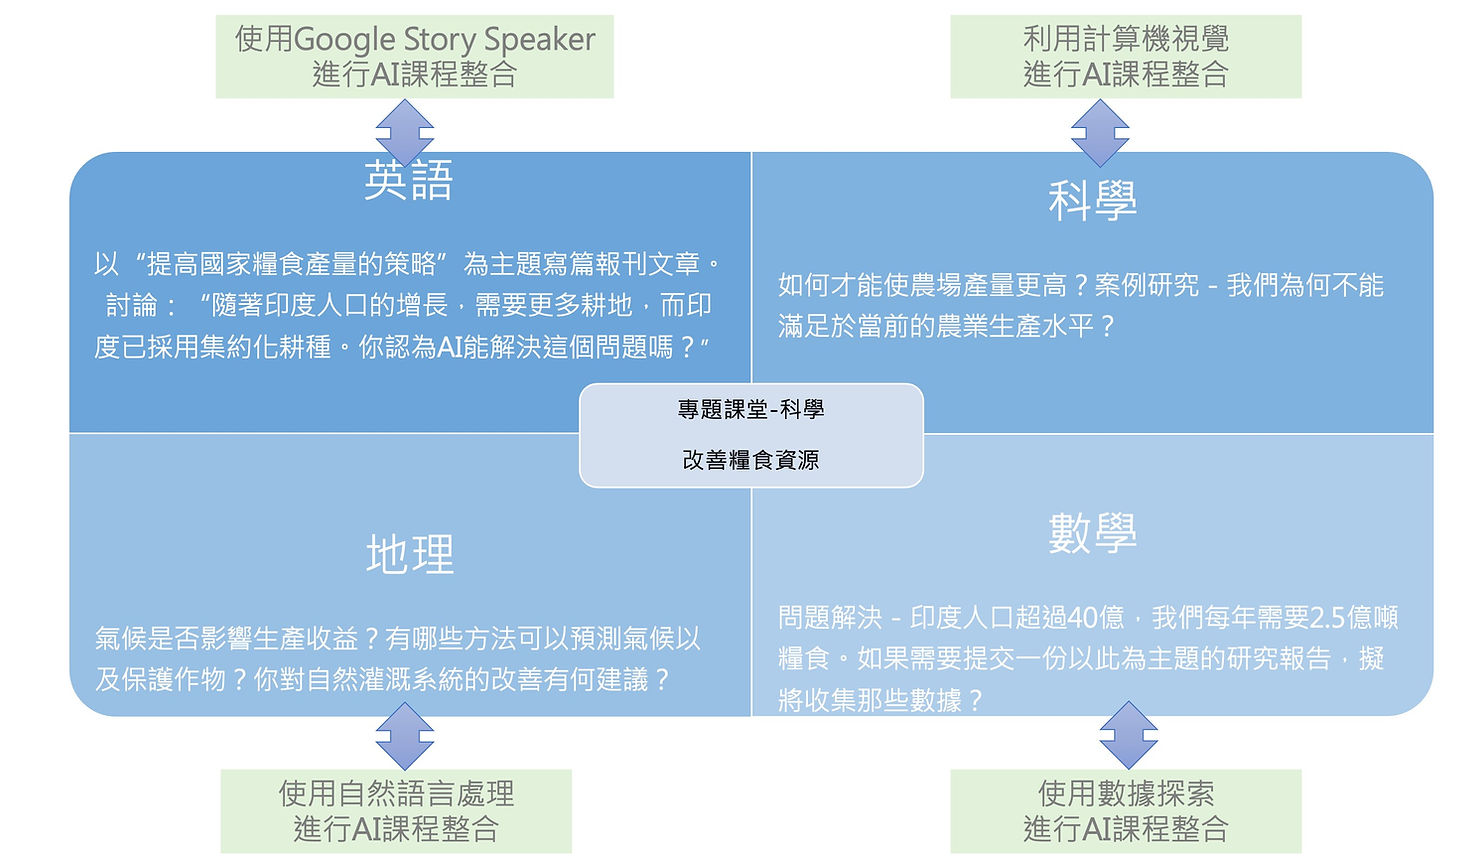 使用Google Story Speaker
進行AI課程整合
利用計算機視覺
進行AI課程整合
英語
以“提高國家糧食產量的策略”為主題寫篇報刊文章。
討論：“隨著印度人口的增長，需要更多耕地，而印
度已採用集約化耕種。你認為AI能解決這個問題嗎？”
科學
如何才能使農場產量更高？案例研究 - 我們為何不能
滿足於當前的農業生產水平？
專題課堂-科學
改善糧食資源
地理
氣候是否影響生產收益？有哪些方法可以預測氣候以
及保護作物？你對自然灌溉系統的改善有何建議？
數學
問題解決 - 印度人口超過40億，我們每年需要2.5億噸
糧食。如果需要提交一份以此為主題的研究報告，擬
將收集那些數據？
使用自然語言處理
進行AI課程整合
使用數據探索
進行AI課程整合